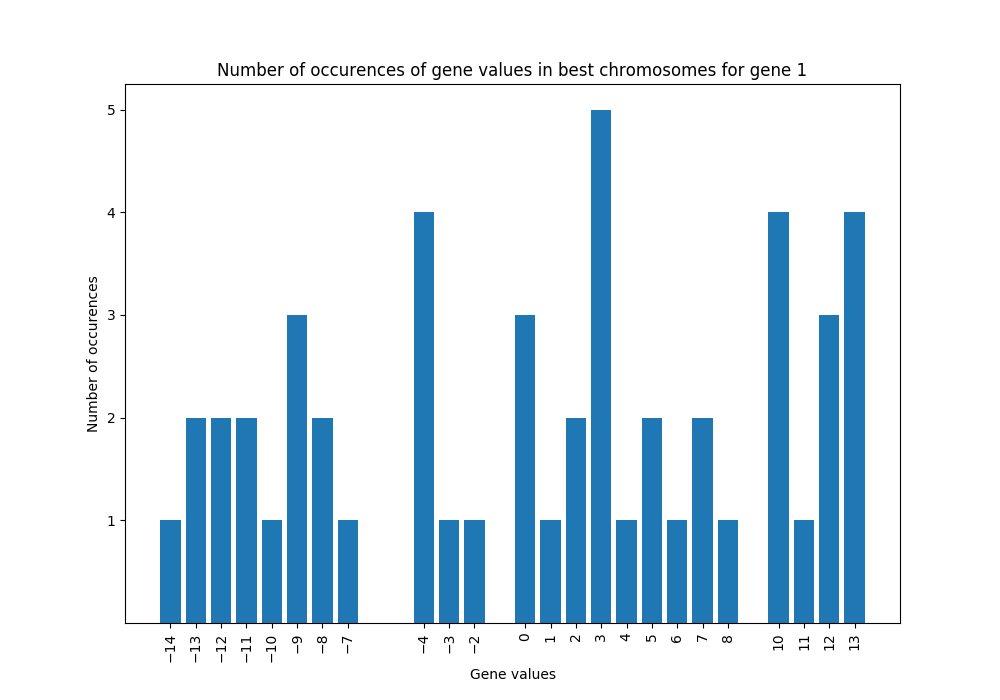 Number of occurences of gene values in best chromosomes for gene 1
5
4
3
2
1
Number of occurences
−14 −13 −12 −11 −10 −9 −8 −7 −4 −3 −2 0 1 2 3 4 5 6 7 8 10 11 12 13
Gene values